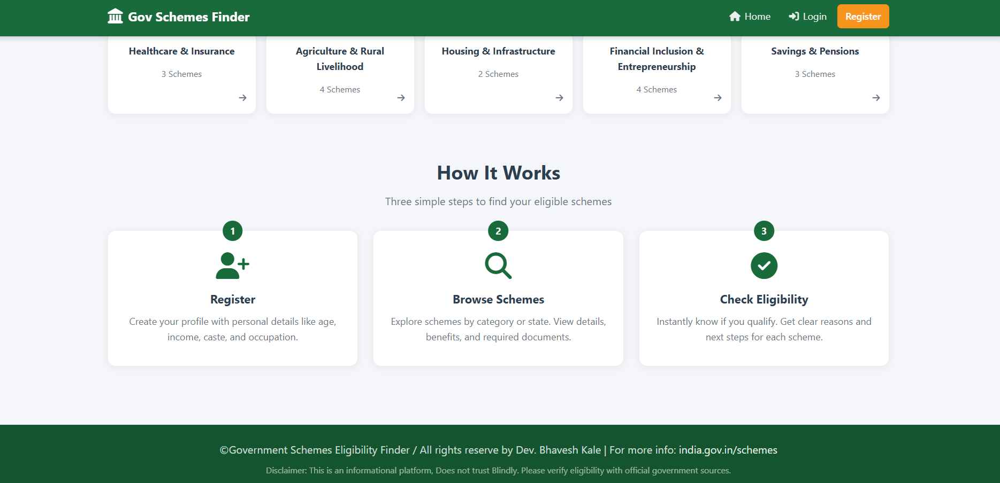 Gov Schemes Finder
Home
Login
Register
Healthcare & Insurance
3 Schemes
Agriculture & Rural
Livelihood
4 Schemes
Housing & Infrastructure
2 Schemes
Financial Inclusion &
Entrepreneurship
4 Schemes
Savings & Pensions
3 Schemes
How It Works
Three simple steps to find your eligible schemes
1
Register
Create your profile with personal details like age,
income, caste, and occupation.
2
Browse Schemes
Explore schemes by category or state. View details,
benefits, and required documents.
3
Check Eligibility
Instantly know if you qualify. Get clear reasons and
next steps for each scheme.
©Government Schemes Eligibility Finder / All rights reserve by Dev. Bhavesh Kale | For more info: india.gov.in/schemes
Disclaimer: This is an informational platform, Does not trust Blindly. Please verify eligibility with official government sources.